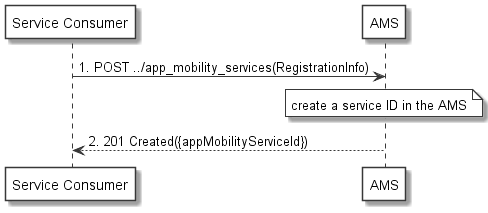 Service Consumer
AMS
1. POST ../app_mobility_services(RegistrationInfo)
create a service ID in the AMS
2. 201 Created({appMobilityServiceId})
Service Consumer
AMS